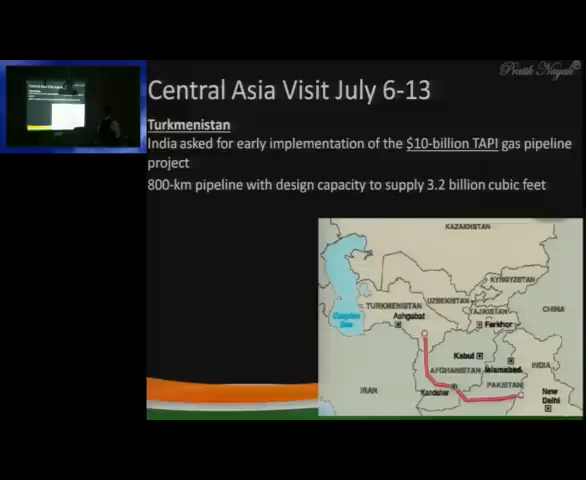 Pratik Nayak
Central Asia Visit July 6-13
Turkmenistan
India asked for early implementation of the $10-billion TAPI gas pipeline
project
800-km pipeline with design capacity to supply 3.2 billion cubic feet
KAZAKHSTAN
KYRGYZSTAN
UZBEKISTAN
TURKMENISTAN
TAJIKISTAN
CHINA
Caspian
Sea
Ashgabat
Farkhor
Kabul
Islamabad
INDIA
AFGHANISTAN
IRAN
Kandahar
PAKISTAN
New
Delhi